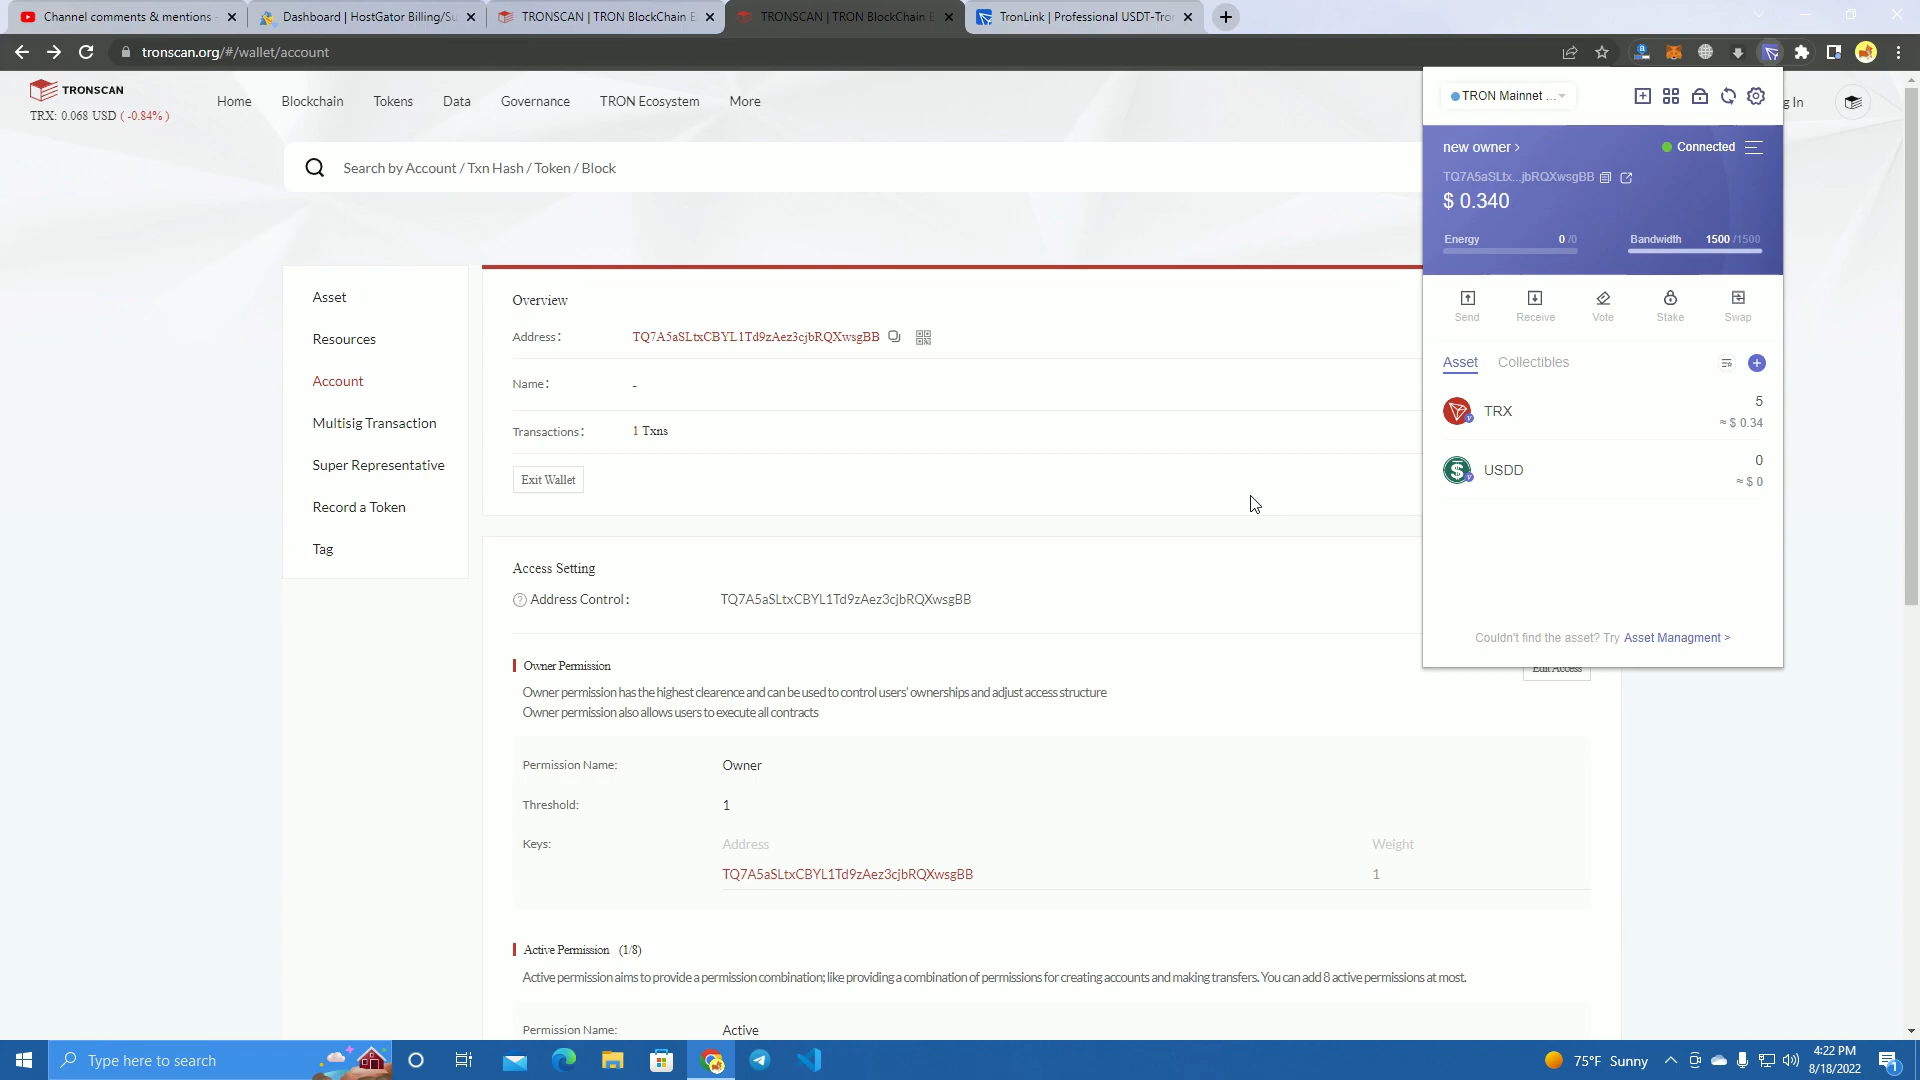 Channel comments & mentions
Dashboard | HostGator Billing/Su
TRONSCAN | TRON BlockChain E
TRONSCAN | TRON BlockChain E
TronLink | Professional USDT-Tron
tronscan.org/#/wallet/account
TRONSCAN
TRX: 0.068 USD ( -0.84% )
Home
Blockchain
Tokens
Data
Governance
TRON Ecosystem
More
g In
Search by Account / Txn Hash / Token / Block
Asset
Resources
Account
Multisig Transaction
Super Representative
Record a Token
Tag
Overview
Address: TQ7A5aSLtxCBYL1Td9zAez3cjbRQXwsgBB
Name: -
Transactions: 1 Txns
Exit Wallet
Access Setting
? Address Control: TQ7A5aSLtxCBYL1Td9zAez3cjbRQXwsgBB
Owner Permission
Edit Access
Owner permission has the highest clearence and can be used to control users' ownerships and adjust access structure
Owner permission also allows users to execute all contracts
Permission Name: Owner
Threshold: 1
Keys: Address Weight
TQ7A5aSLtxCBYL1Td9zAez3cjbRQXwsgBB 1
Active Permission (1/8)
Active permission aims to provide a permission combination; like providing a combination of permissions for creating accounts and making transfers. You can add 8 active permissions at most.
Permission Name: Active
TRON Mainnet ...
new owner >
Connected
TQ7A5aSLtx...jbRQXwsgBB
$ 0.340
Energy 0 /0
Bandwidth 1500 /1500
Send
Receive
Vote
Stake
Swap
Asset
Collectibles
TRX 5
≈ $ 0.34
USDD 0
≈ $ 0
Couldn't find the asset? Try Asset Managment >
Type here to search
75°F Sunny
4:22 PM
8/18/2022
1